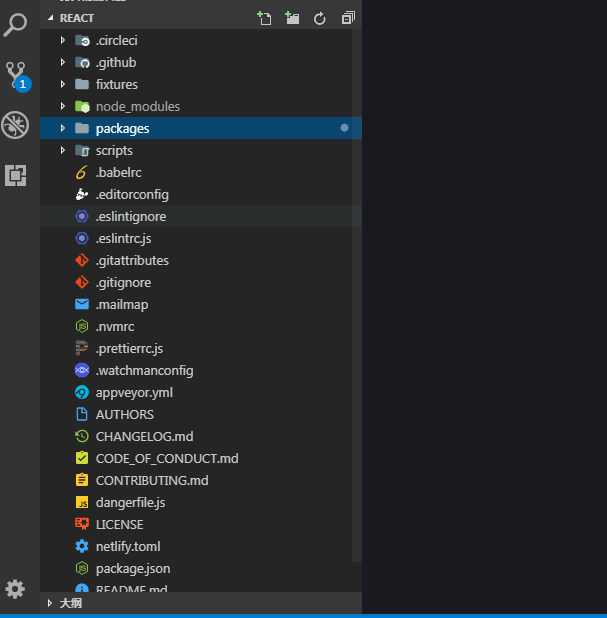 REACT
.circleci
.github
fixtures
node_modules
packages
scripts
.babelrc
.editorconfig
.eslintignore
.eslintrc.js
.gitattributes
.gitignore
.mailmap
.nvmrc
.prettierrc.js
.watchmanconfig
appveyor.yml
AUTHORS
CHANGELOG.md
CODE_OF_CONDUCT.md
CONTRIBUTING.md
dangerfile.js
LICENSE
netlify.toml
package.json
README.md
大纲
1